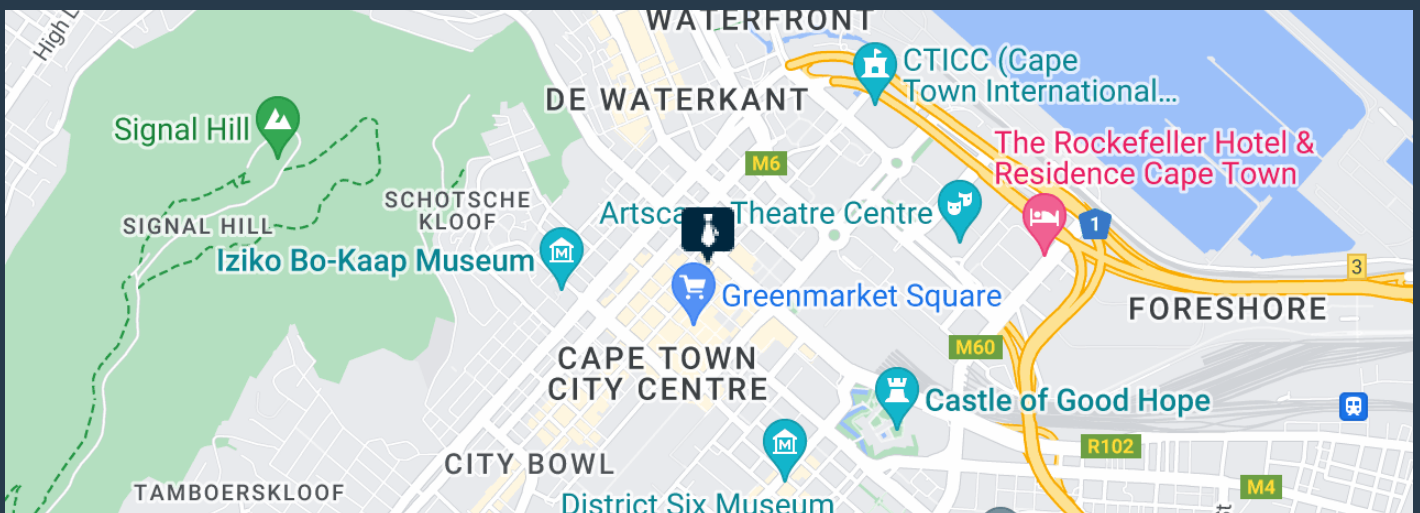 WATERFRONT
High L
CTICC (Cape
Town International...
DE WATERKANT
Signal Hill
The Rockefeller Hotel &
Residence Cape Town
M6
SCHOTSCHE
KLOOF
Theatre Centre
SIGNAL HILL
1
Iziko Bo-Kaap Museum
M
3
Greenmarket Square
FORESHORE
M60
CAPE TOWN
CITY CENTRE
Castle of Good Hope
M
R102
CITY BOWL
TAMBOERSKLOOF
M4
District Six Museum